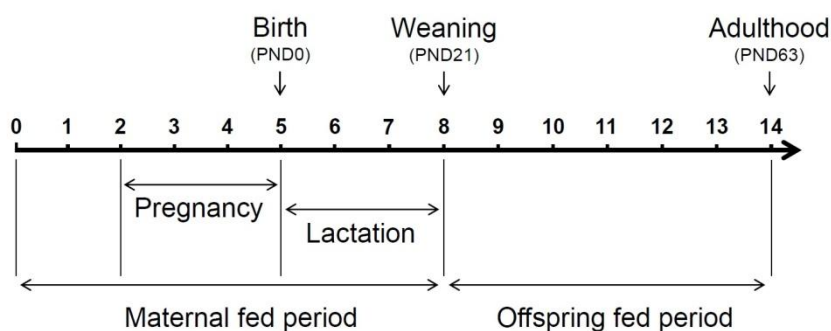 Birth Weaning Adulthood
(PND0) (PND21) (PND63)
0 1 2 3 4 5 6 7 8 9 10 11 12 13 14
Pregnancy
Lactation
Maternal fed period Offspring fed period